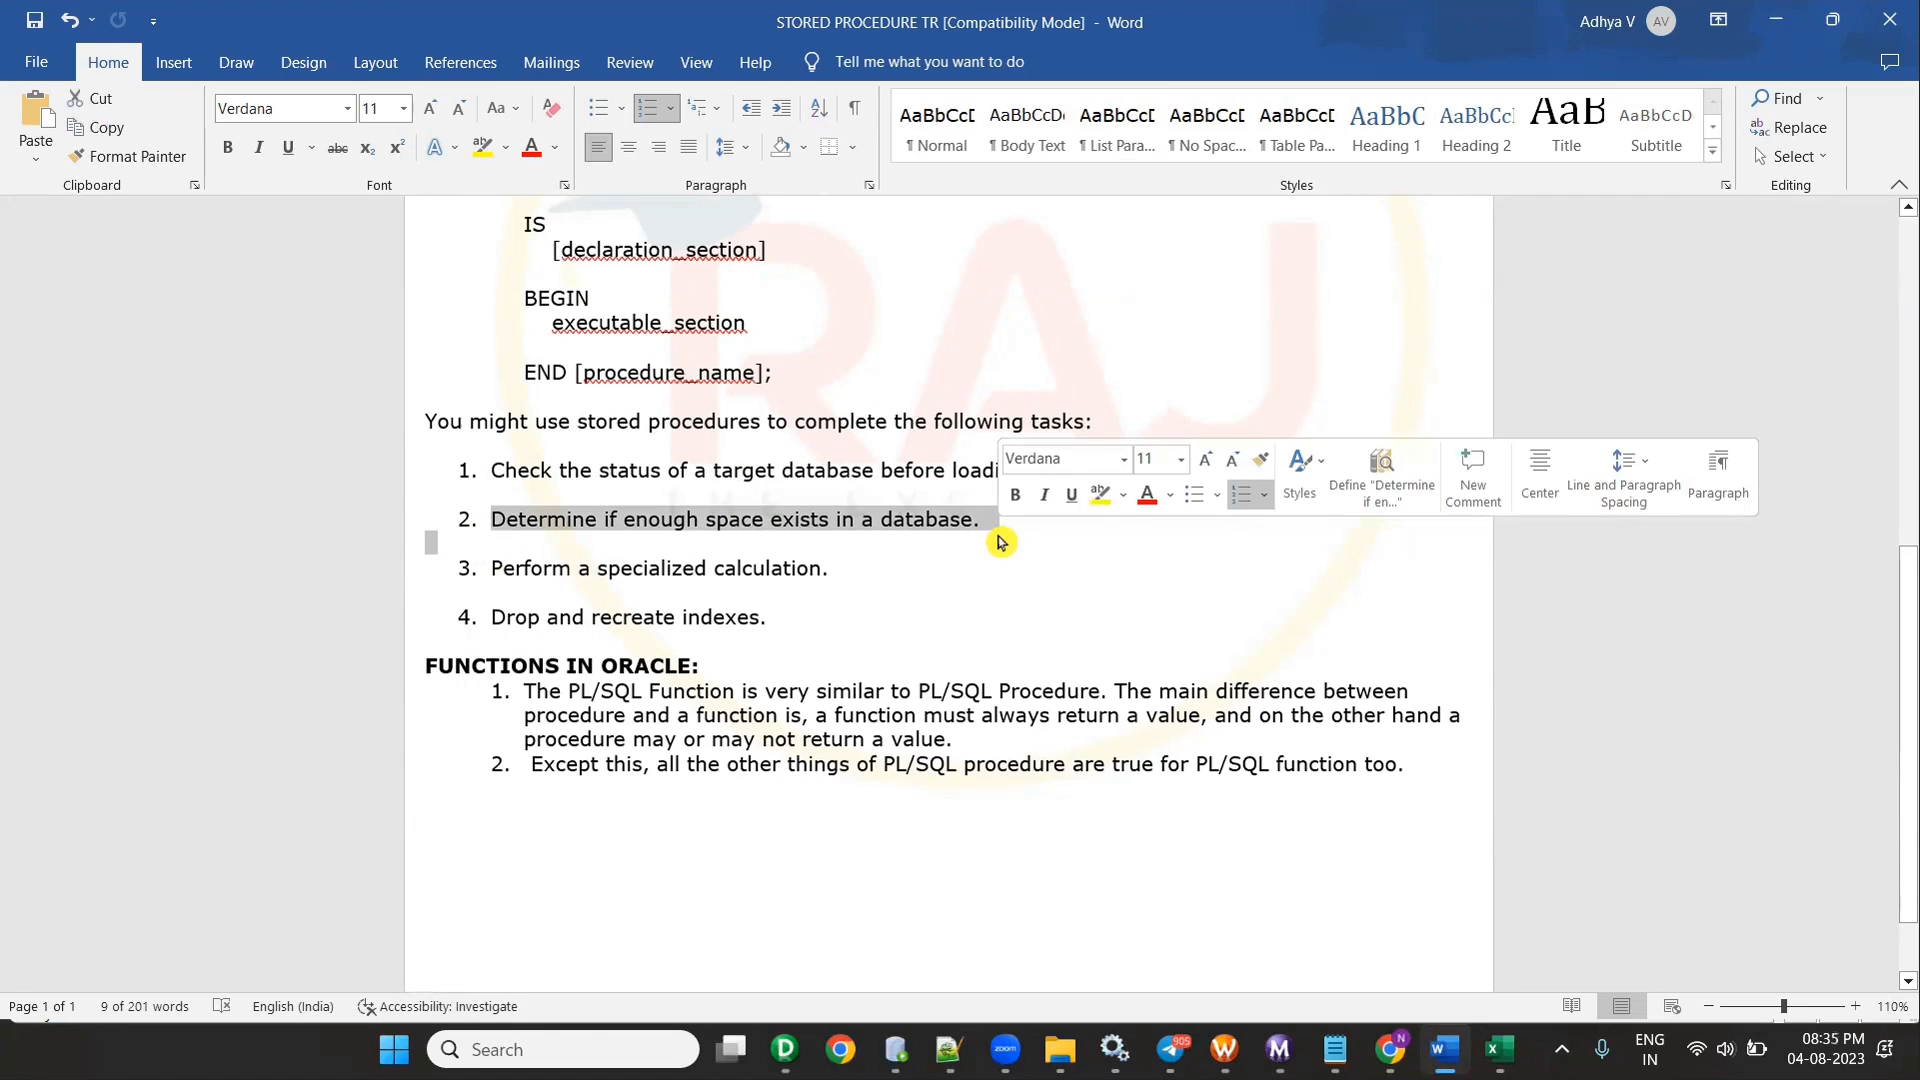 STORED PROCEDURE TR [Compatibility Mode] - Word
Adhya V
AV
File
Home
Insert
Draw
Design
Layout
References
Mailings
Review
View
Help
Tell me what you want to do
Paste
Cut
Copy
Format Painter
Clipboard
Verdana
11
Font
Paragraph
AaBbCcD
¶ Normal
AaBbCcD
¶ Body Text
AaBbCcD
¶ List Para...
AaBbCcD
¶ No Spac...
AaBbCcD
¶ Table Pa...
AaBbC
Heading 1
AaBbCc
Heading 2
AaB
Title
AaBbCcD
Subtitle
Styles
Find
Replace
Select
Editing
IS
[declaration_section]
BEGIN
executable_section
END [procedure_name];
You might use stored procedures to complete the following tasks:
1. Check the status of a target database before loadi
2. Determine if enough space exists in a database.
3. Perform a specialized calculation.
4. Drop and recreate indexes.
FUNCTIONS IN ORACLE:
1. The PL/SQL Function is very similar to PL/SQL Procedure. The main difference between
procedure and a function is, a function must always return a value, and on the other hand a
procedure may or may not return a value.
2. Except this, all the other things of PL/SQL procedure are true for PL/SQL function too.
Verdana
11
Styles
Define "Determine
if en..."
New
Comment
Center
Line and Paragraph
Spacing
Paragraph
RAJ
Page 1 of 1
9 of 201 words
English (India)
Accessibility: Investigate
110%
Search
zoom
905
N
ENG
IN
08:35 PM
04-08-2023